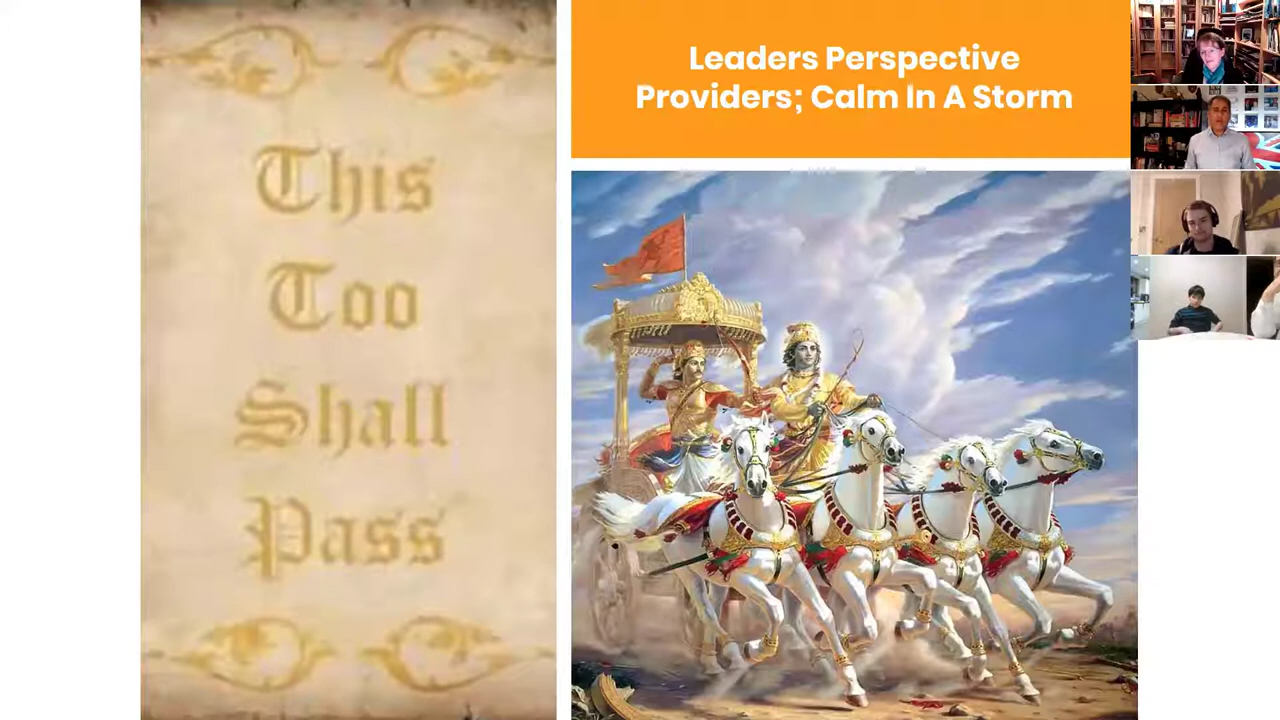 This
Too
Shall
Pass
Leaders Perspective
Providers; Calm In A Storm